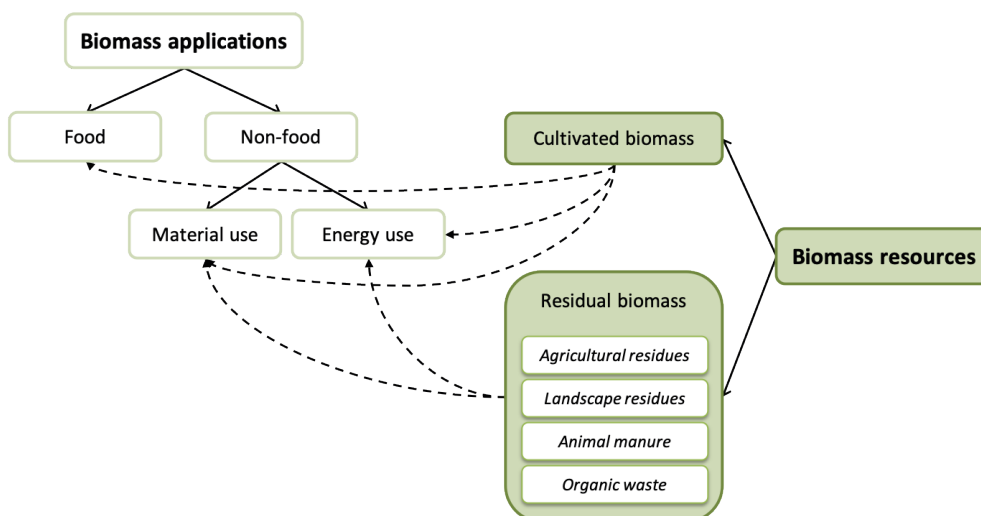 Biomass applications
Food
Non-food
Cultivated biomass
Material use
Energy use
Biomass resources
Residual biomass
Agricultural residues
Landscape residues
Animal manure
Organic waste